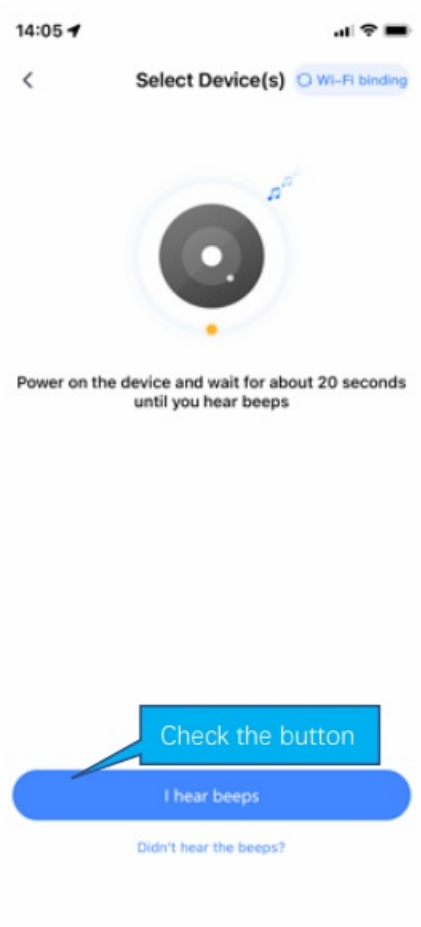 14:05
Select Device(s)
Wi-Fi binding
Power on the device and wait for about 20 seconds
until you hear beeps
Check the button
I hear beeps
Didn't hear the beeps?